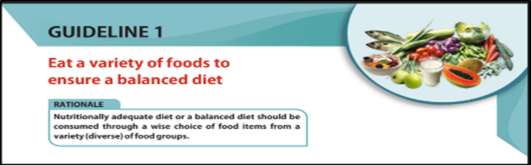 GUIDELINE 1
Eat a variety of foods to
ensure a balanced diet
RATIONALE
Nutritionally adequate diet or a balanced diet should be
consumed through a wise choice of food items from a
variety (diverse) of food groups.